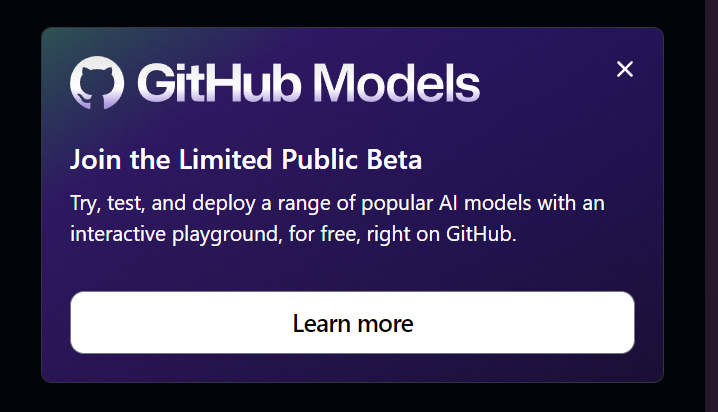 GitHub Models
Join the Limited Public Beta
Try, test, and deploy a range of popular AI models with an
interactive playground, for free, right on GitHub.
Learn more